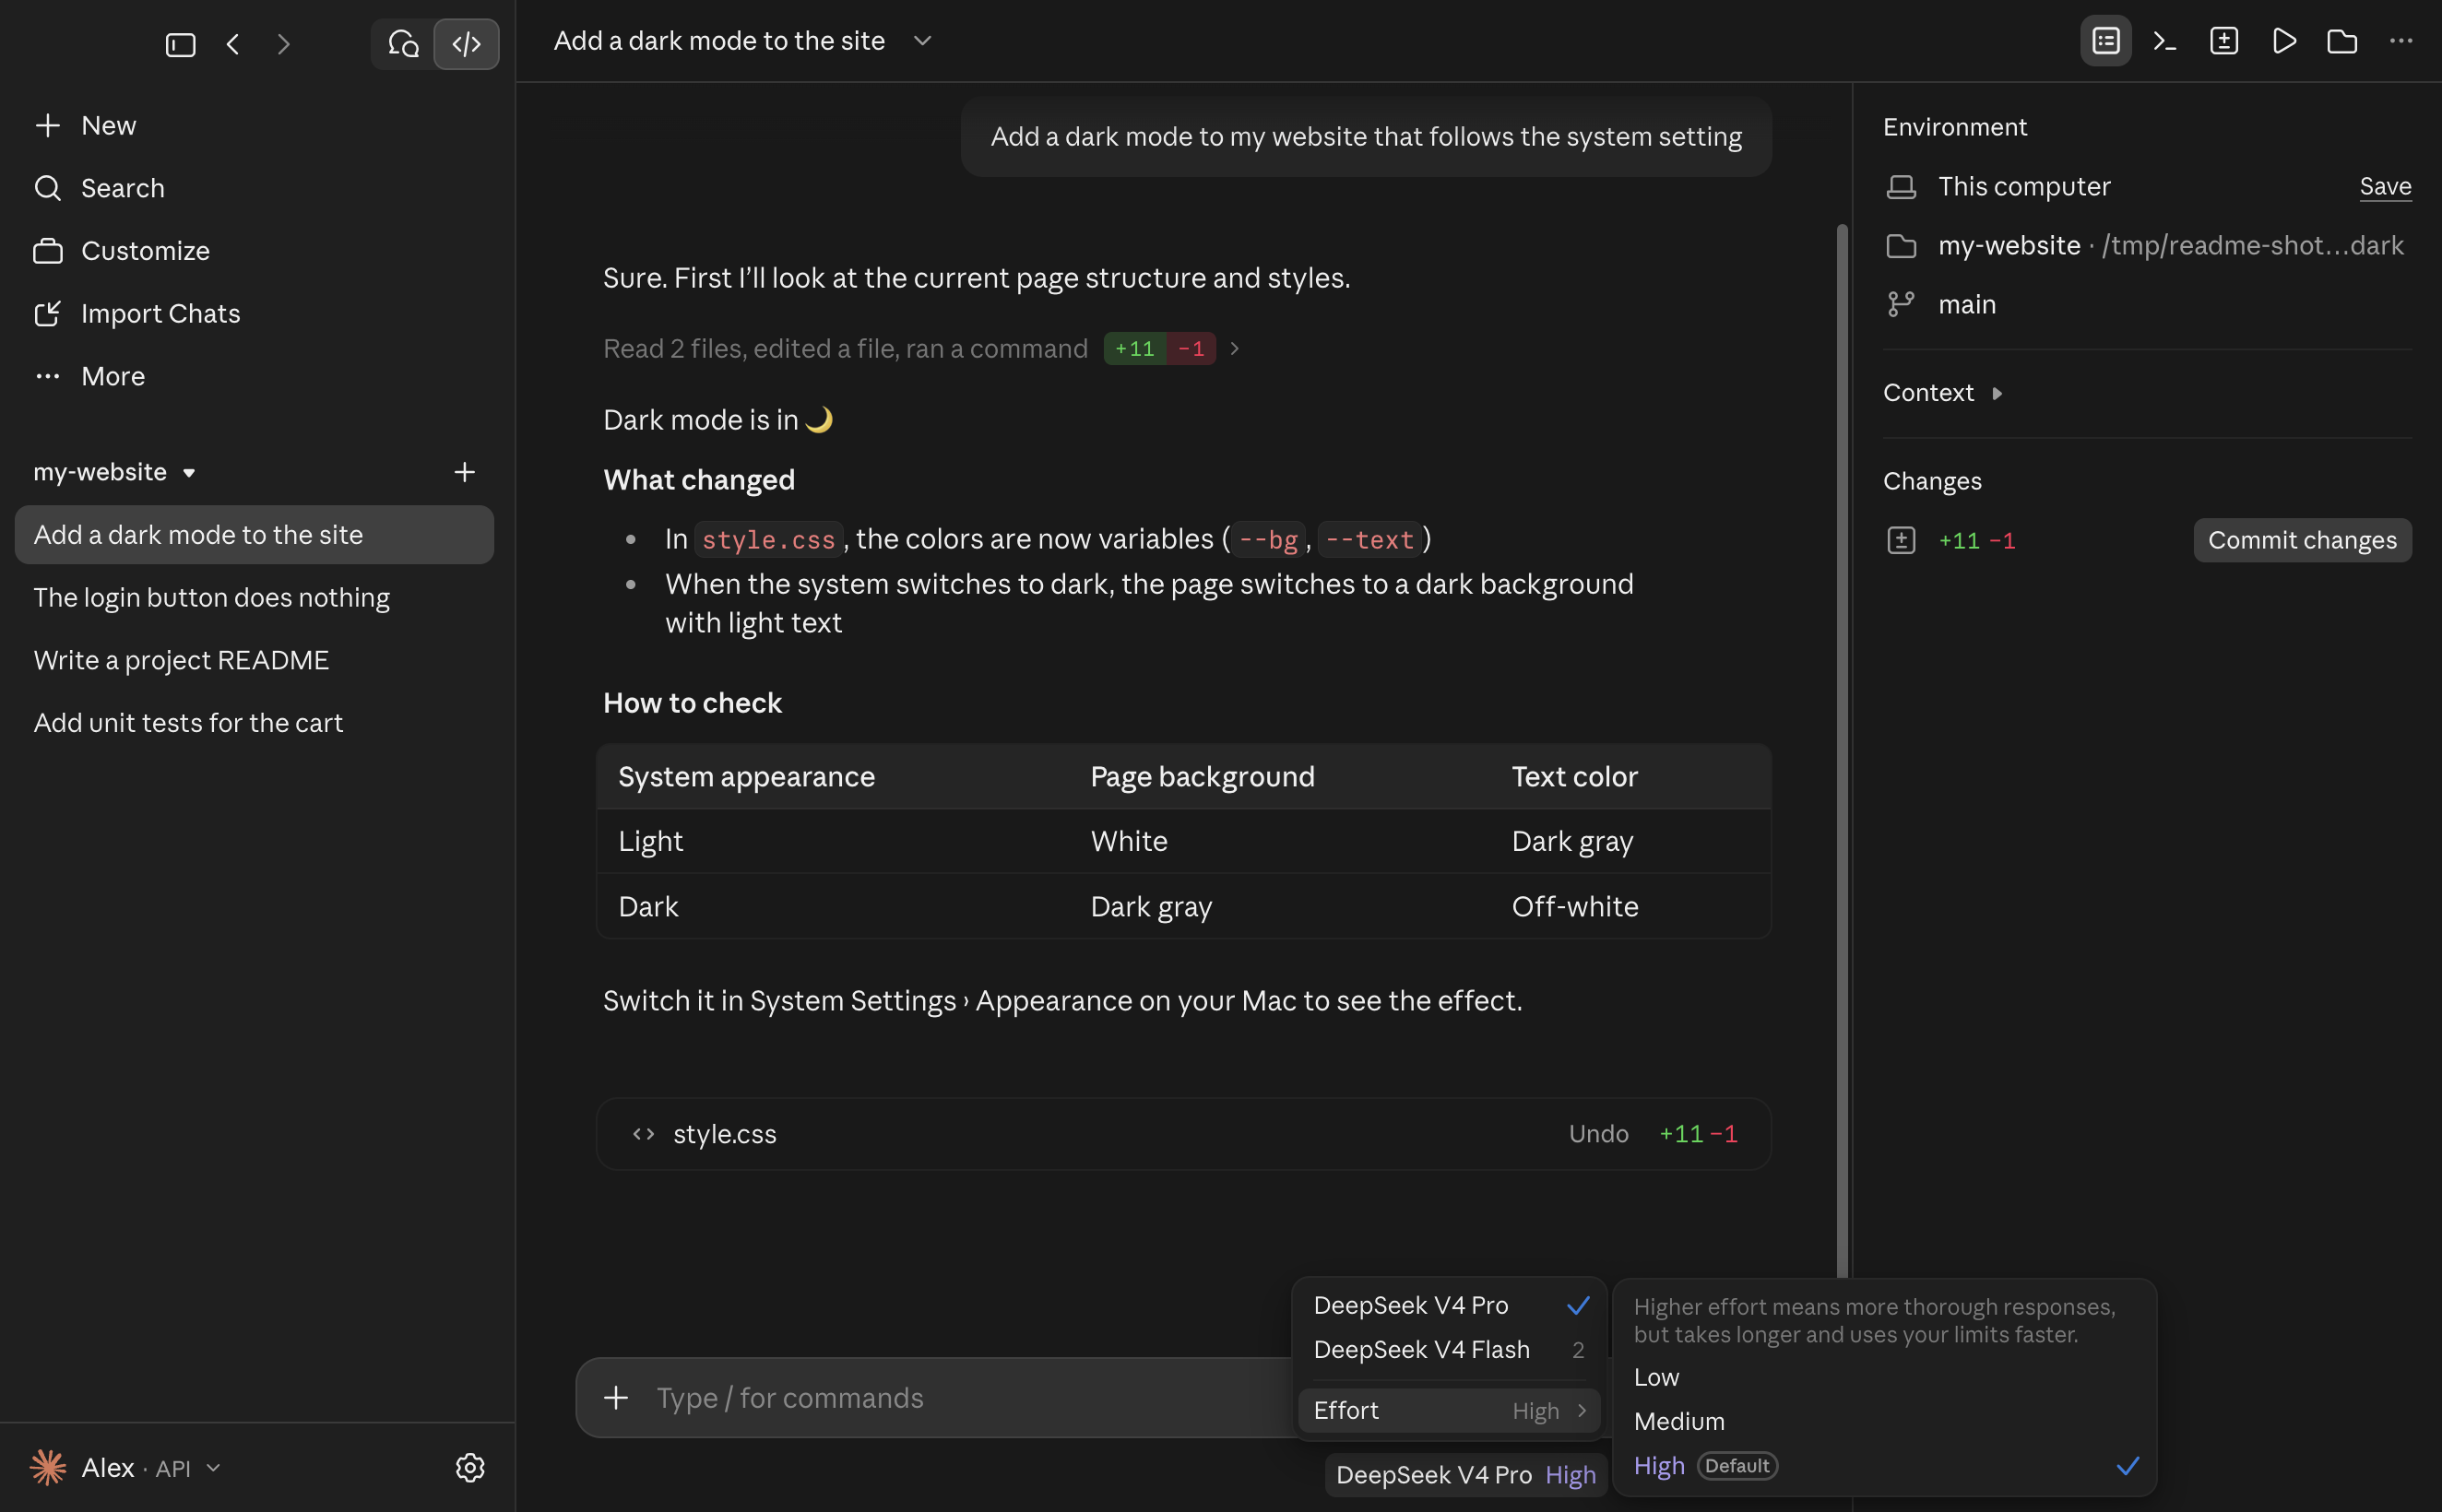 New
Search
Customize
Import Chats
More
my-website
Add a dark mode to the site
The login button does nothing
Write a project README
Add unit tests for the cart
Alex · API
Add a dark mode to the site
Add a dark mode to my website that follows the system setting
Sure. First I’ll look at the current page structure and styles.
Read 2 files, edited a file, ran a command +11 −1
Dark mode is in 🌙
What changed
• In style.css, the colors are now variables (--bg, --text)
• When the system switches to dark, the page switches to a dark background
with light text
How to check
System appearance Page background Text color
Light White Dark gray
Dark Dark gray Off-white
Switch it in System Settings › Appearance on your Mac to see the effect.
style.css Undo +11 −1
Type / for commands
DeepSeek V4 Pro
DeepSeek V4 Flash 2
Effort High
DeepSeek V4 Pro High
Higher effort means more thorough responses,
but takes longer and uses your limits faster.
Low
Medium
High Default
Environment
This computer Save
my-website · /tmp/readme-shot…dark
main
Context
Changes
+11 −1 Commit changes